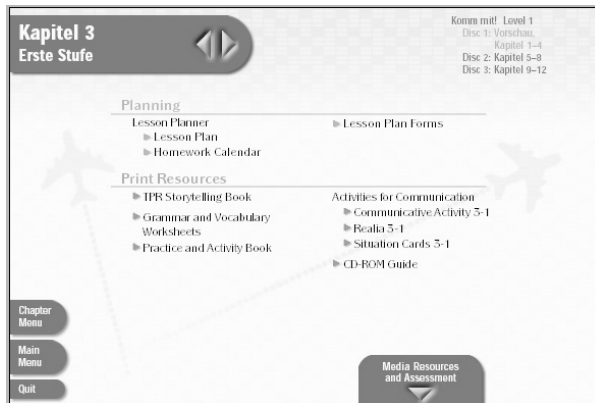 Kapitel 3
Erste Stufe
Komm mit! Level 1
Disc 1: Vorschau,
Kapitel 1–4
Disc 2: Kapitel 5–8
Disc 3: Kapitel 9–12
Planning
Lesson Planner
Lesson Plan
Homework Calendar
Lesson Plan Forms
Print Resources
TPR Storytelling Book
Grammar and Vocabulary
Worksheets
Practice and Activity Book
Activities for Communication
Communicative Activity 3-1
Realia 3-1
Situation Cards 3-1
CD-ROM Guide
Chapter
Menu
Main
Menu
Quit
Media Resources
and Assessment